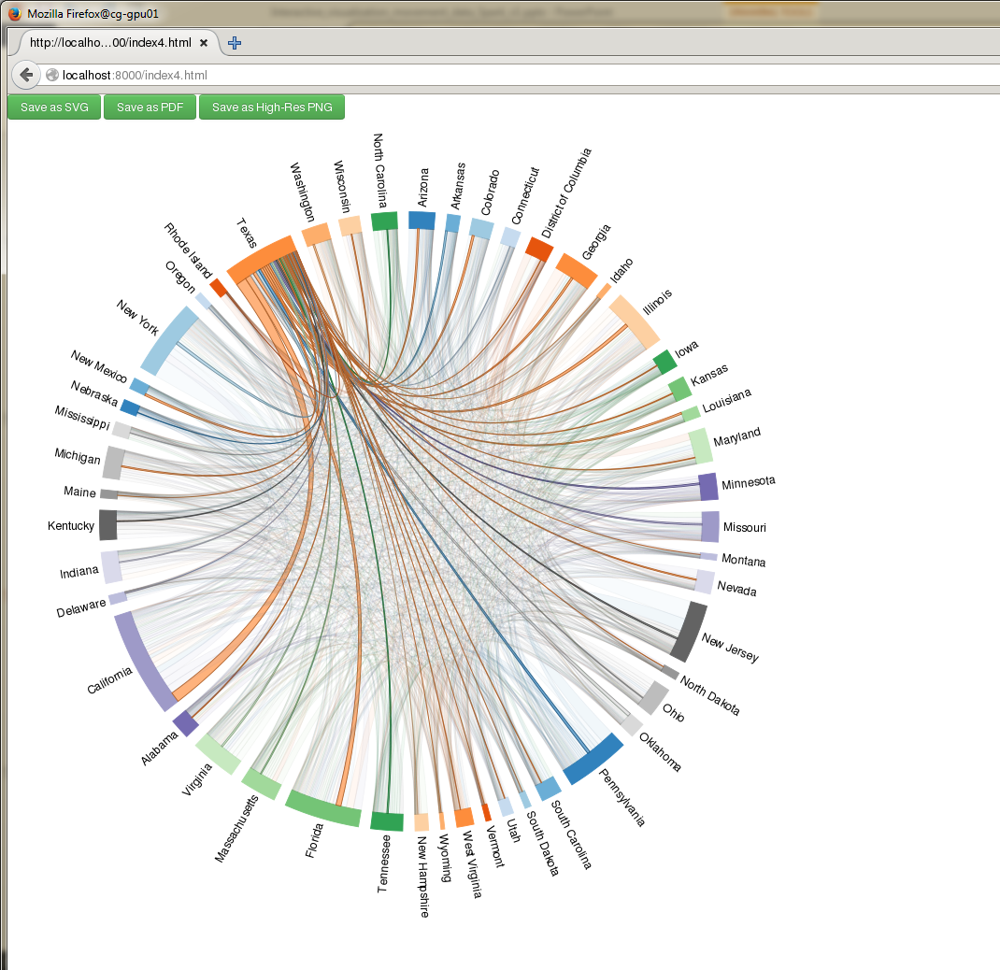 Mozilla Firefox@cg-gpu01
http://localho...00/index4.html
localhost:8000/index4.html
Save as SVG
Save as PDF
Save as High-Res PNG
North Carolina
Arizona
Arkansas
Colorado
Connecticut
District of Columbia
Georgia
Idaho
Illinois
Iowa
Kansas
Louisiana
Maryland
Minnesota
Missouri
Montana
Nevada
New Jersey
North Dakota
Ohio
Oklahoma
Pennsylvania
South Carolina
South Dakota
Utah
Vermont
West Virginia
Wyoming
New Hampshire
Tennessee
Florida
Massachusetts
Virginia
Alabama
California
Delaware
Indiana
Kentucky
Maine
Michigan
Mississippi
Nebraska
New Mexico
New York
Oregon
Rhode Island
Texas
Washington
Wisconsin